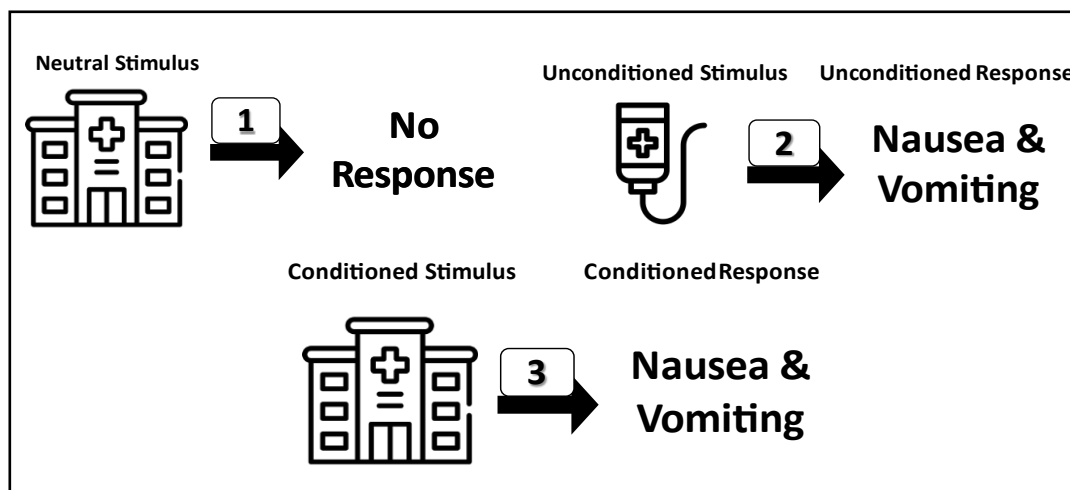 Neutral Stimulus
1
No
Response
Unconditioned Stimulus
Unconditioned Response
2
Nausea &
Vomiting
Conditioned Stimulus
Conditioned Response
3
Nausea &
Vomiting